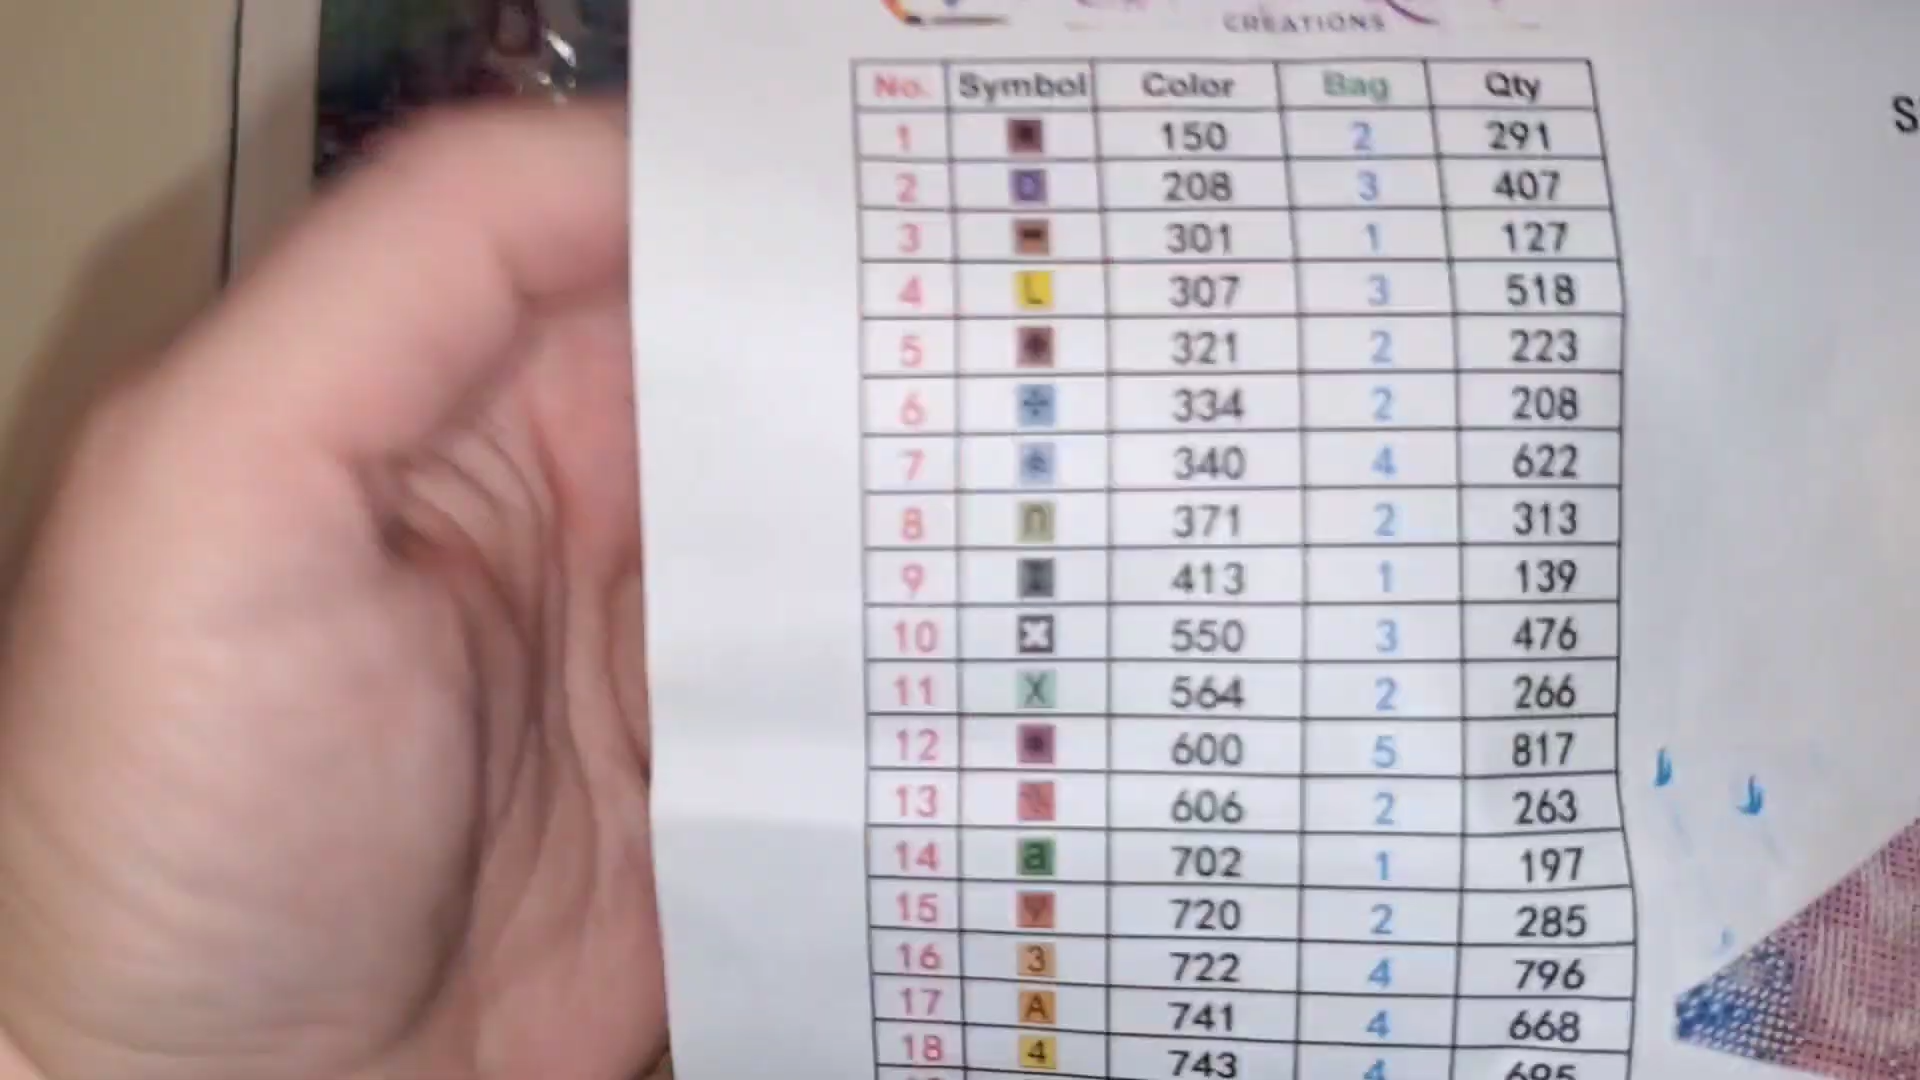 CREATIONS
No. Symbol Color Bag Qty
1 150 2 291
2 D 208 3 407
3 - 301 1 127
4 L 307 3 518
5 321 2 223
6 ÷ 334 2 208
7 340 4 622
8 n 371 2 313
9 I 413 1 139
10 X 550 3 476
11 X 564 2 266
12 600 5 817
13 606 2 263
14 a 702 1 197
15 720 2 285
16 3 722 4 796
17 A 741 4 668
18 4 743 4 695
S